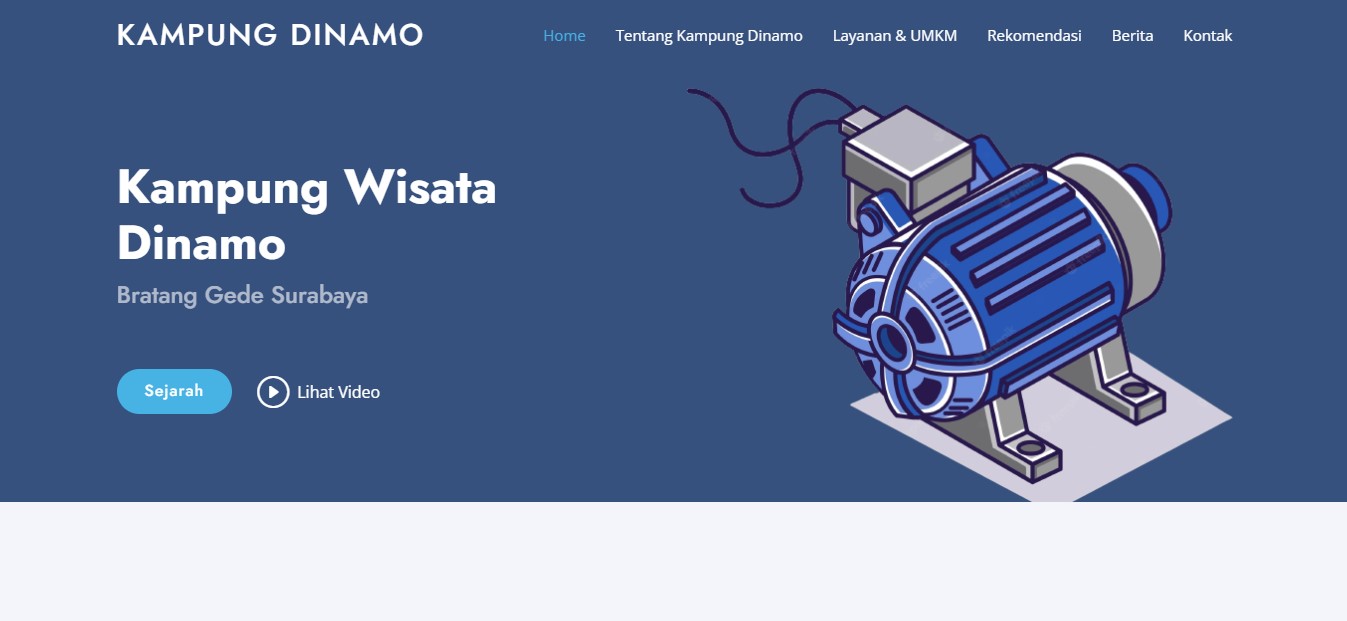 KAMPUNG DINAMO
Home Tentang Kampung Dinamo Layanan & UMKM Rekomendasi Berita Kontak
Kampung Wisata
Dinamo
Bratang Gede Surabaya
Sejarah
Lihat Video